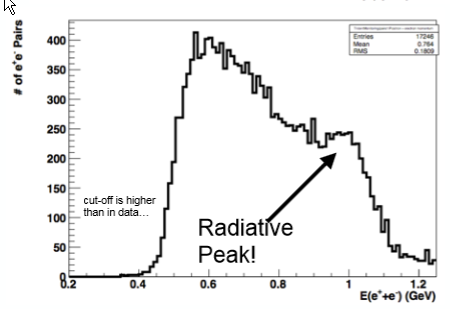 Entries 17246
Mean 0.764
RMS 0.1809
# of e+e- Pairs
400
350
300
250
200
150
100
50
0
cut-off is higher
than in data...
Radiative
Peak!
0.2 0.4 0.6 0.8 1 1.2
E(e++e-) (GeV)